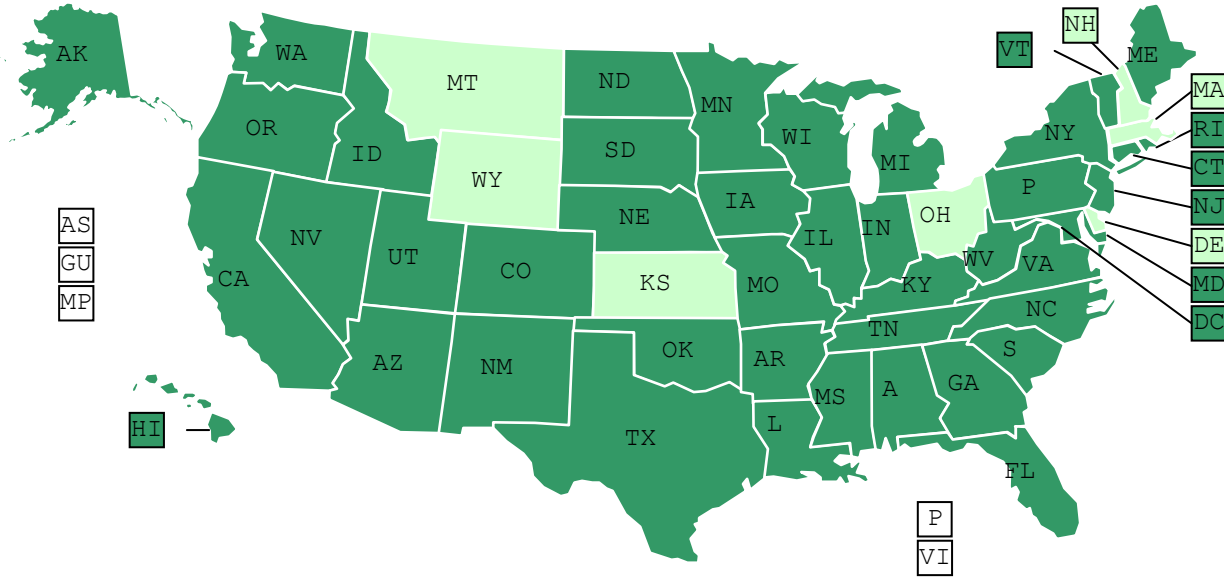 AK
WA
MT
ND
MN
VT
NH
ME
MA
OR
ID
WY
SD
WI
MI
NY
RI
CT
NV
UT
CO
NE
IA
IL
IN
OH
P
NJ
DE
MD
DC
AS
GU
MP
CA
AZ
NM
KS
OK
MO
KY
WV
VA
NC
TN
S
AR
MS
A
GA
HI
TX
L
FL
P
VI